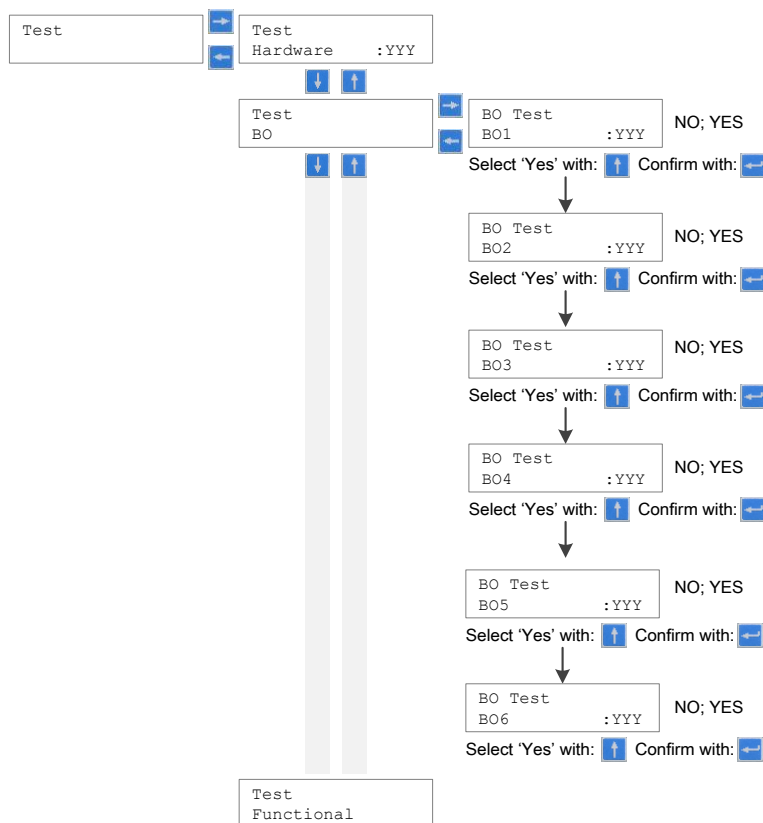 Test
Test
Hardware :YYY
Test
BO
BO Test
BO1 :YYY
NO; YES
Select ‘Yes’ with: Confirm with:
BO Test
BO2 :YYY
NO; YES
Select ‘Yes’ with: Confirm with:
BO Test
BO3 :YYY
NO; YES
Select ‘Yes’ with: Confirm with:
BO Test
BO4 :YYY
NO; YES
Select ‘Yes’ with: Confirm with:
BO Test
BO5 :YYY
NO; YES
Select ‘Yes’ with: Confirm with:
BO Test
BO6 :YYY
NO; YES
Select ‘Yes’ with: Confirm with:
Test
Functional